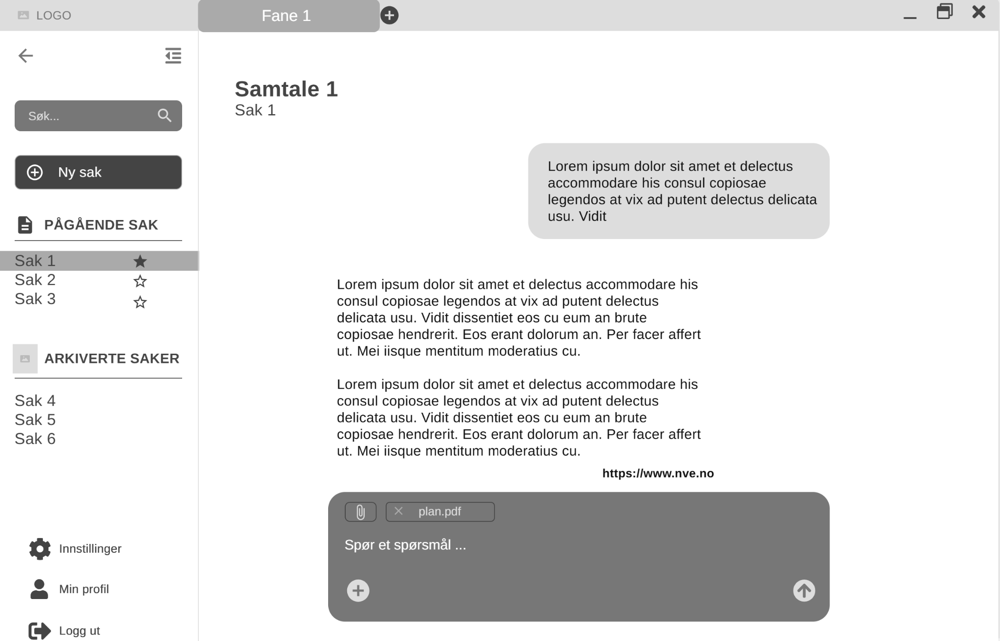 LOGO
Fane 1
Søk...
Ny sak
PÅGÅENDE SAK
Sak 1
Sak 2
Sak 3
ARKIVERTE SAKER
Sak 4
Sak 5
Sak 6
Innstillinger
Min profil
Logg ut
Samtale 1
Sak 1
Lorem ipsum dolor sit amet et delectus
accommodare his consul copiosae
legendos at vix ad putent delectus delicata
usu. Vidit
Lorem ipsum dolor sit amet et delectus accommodare his
consul copiosae legendos at vix ad putent delectus
delicata usu. Vidit dissentiet eos cu eum an brute
copiosae hendrerit. Eos erant dolorum an. Per facer affert
ut. Mei iisque mentitum moderatius cu.
Lorem ipsum dolor sit amet et delectus accommodare his
consul copiosae legendos at vix ad putent delectus
delicata usu. Vidit dissentiet eos cu eum an brute
copiosae hendrerit. Eos erant dolorum an. Per facer affert
ut. Mei iisque mentitum moderatius cu.
https://www.nve.no
plan.pdf
Spør et spørsmål ...